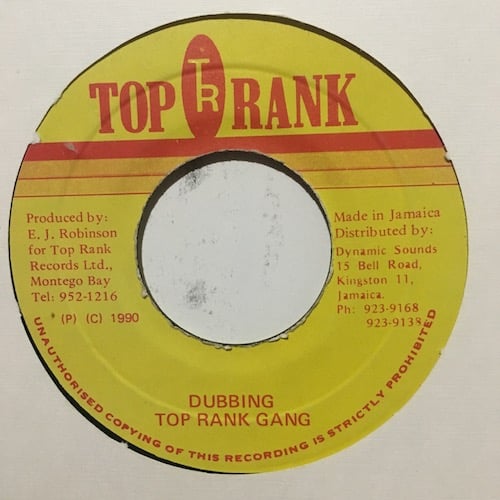 TOP TR RANK
Produced by:
E. J. Robinson
for Top Rank
Records Ltd.,
Montego Bay
Tel: 952-1216
(P) (C) 1990
Made in Jamaica
Distributed by:
Dynamic Sounds
15 Bell Road,
Kingston 11,
Jamaica.
Ph: 923-9168
923-9138
DUBBING
TOP RANK GANG
UNAUTHORISED COPYING OF THIS RECORDING IS STRICTLY PROHIBITED